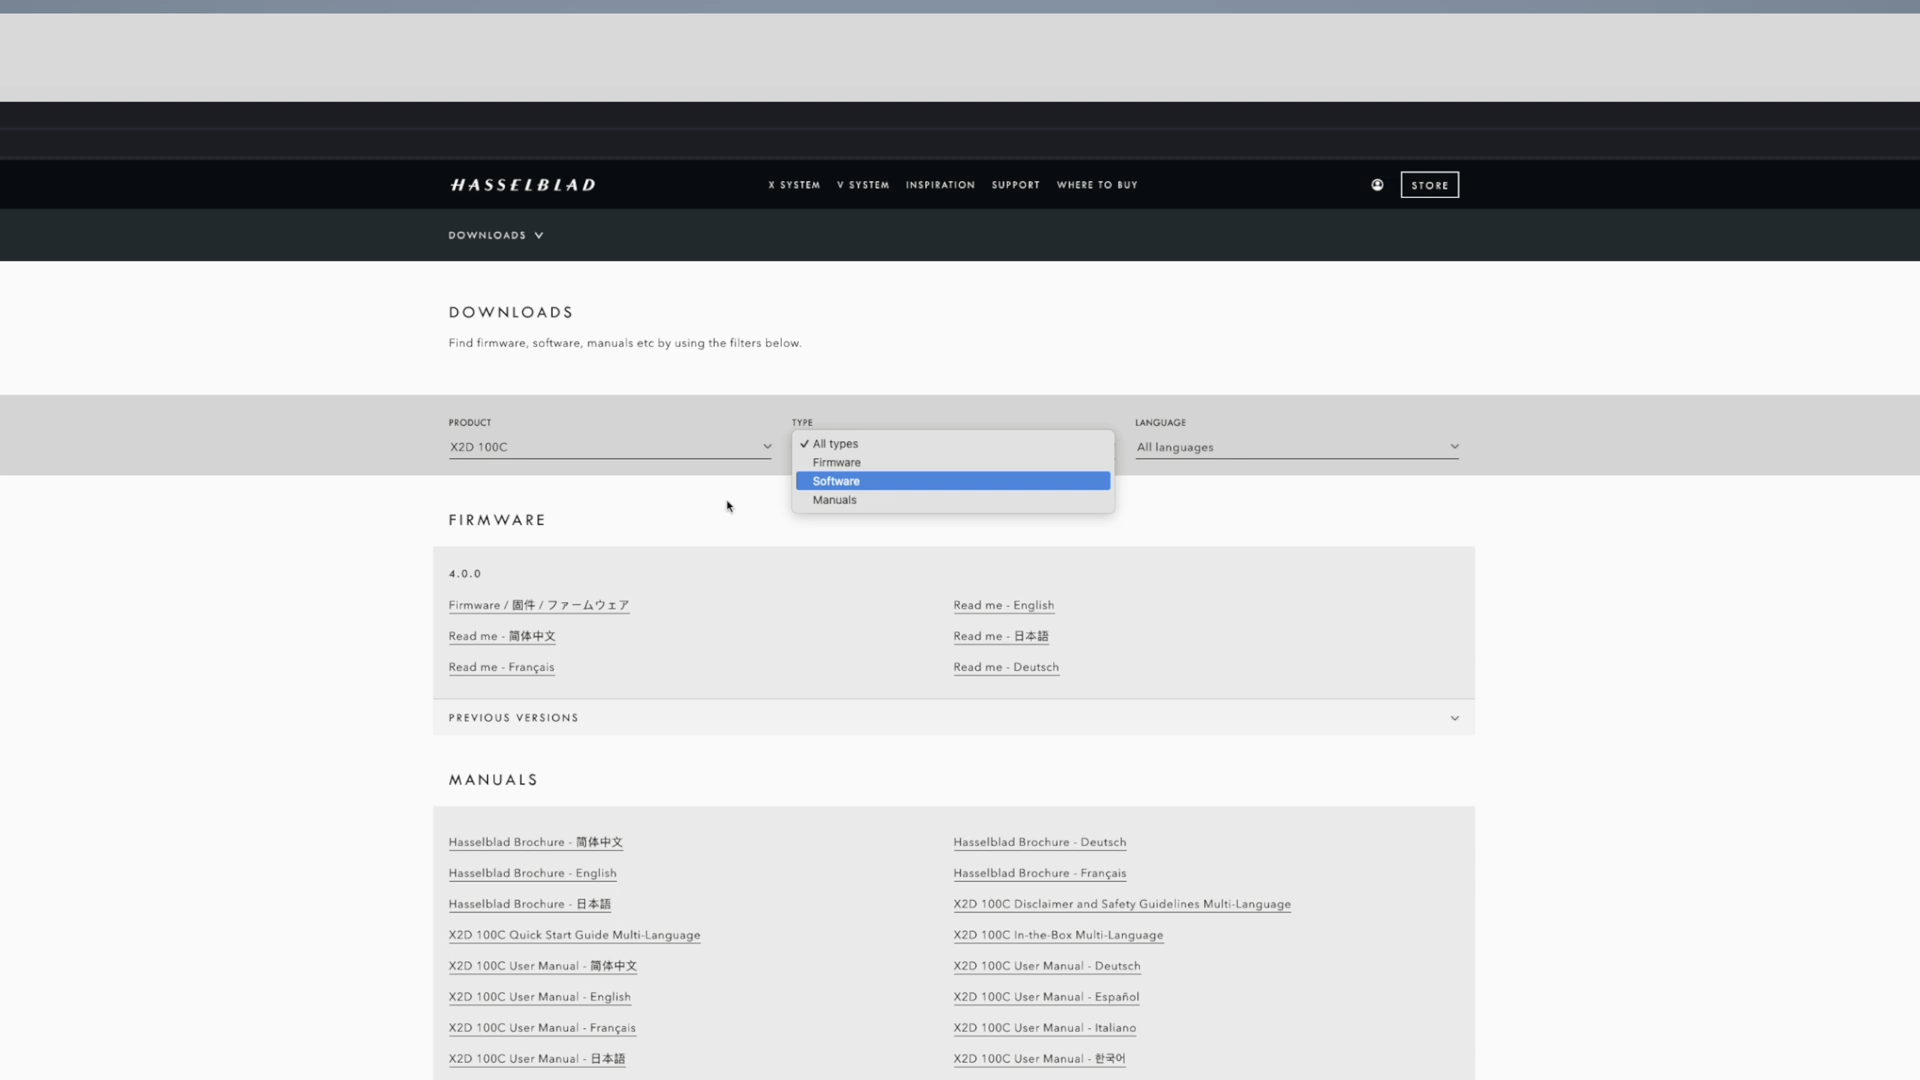 HASSELBLAD
X SYSTEM V SYSTEM INSPIRATION SUPPORT WHERE TO BUY
STORE
DOWNLOADS
DOWNLOADS
Find firmware, software, manuals etc by using the filters below.
PRODUCT
X2D 100C
TYPE
✓ All types
Firmware
Software
Manuals
LANGUAGE
All languages
FIRMWARE
4.0.0
Firmware / 固件 / ファームウェア
Read me - English
Read me - 简体中文
Read me - 日本語
Read me - Français
Read me - Deutsch
PREVIOUS VERSIONS
MANUALS
Hasselblad Brochure - 简体中文
Hasselblad Brochure - Deutsch
Hasselblad Brochure - English
Hasselblad Brochure - Français
Hasselblad Brochure - 日本語
X2D 100C Disclaimer and Safety Guidelines Multi-Language
X2D 100C Quick Start Guide Multi-Language
X2D 100C In-the-Box Multi-Language
X2D 100C User Manual - 简体中文
X2D 100C User Manual - Deutsch
X2D 100C User Manual - English
X2D 100C User Manual - Español
X2D 100C User Manual - Français
X2D 100C User Manual - Italiano
X2D 100C User Manual - 日本語
X2D 100C User Manual - 한국어